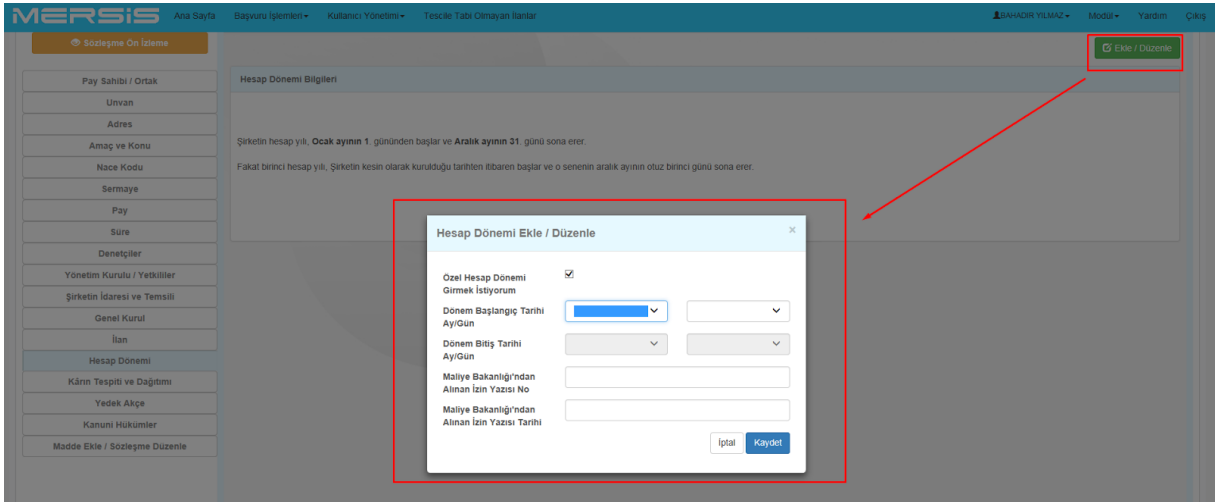 MERSiS Ana Sayfa Başvuru İşlemleri Kullanıcı Yönetimi Tescile Tabi Olmayan İlanlar BAHADIR YILMAZ Modül Yardım Çıkış
Sözleşme Ön İzleme
Ekle / Düzenle
Pay Sahibi / Ortak
Unvan
Adres
Amaç ve Konu
Nace Kodu
Sermaye
Pay
Süre
Denetçiler
Yönetim Kurulu / Yetkililer
Şirketin İdaresi ve Temsili
Genel Kurul
İlan
Hesap Dönemi
Kârın Tespiti ve Dağıtımı
Yedek Akçe
Kanuni Hükümler
Madde Ekle / Sözleşme Düzenle
Hesap Dönemi Bilgileri
Şirketin hesap yılı, Ocak ayının 1. gününden başlar ve Aralık ayının 31. günü sona erer.
Fakat birinci hesap yılı, Şirketin kesin olarak kurulduğu tarihten itibaren başlar ve o senenin aralık ayının otuz birinci günü sona erer.
Hesap Dönemi Ekle / Düzenle
x
Özel Hesap Dönemi
Girmek İstiyorum
Dönem Başlangıç Tarihi
Ay/Gün
Dönem Bitiş Tarihi
Ay/Gün
Maliye Bakanlığı'ndan
Alınan İzin Yazısı No
Maliye Bakanlığı'ndan
Alınan İzin Yazısı Tarihi
İptal Kaydet